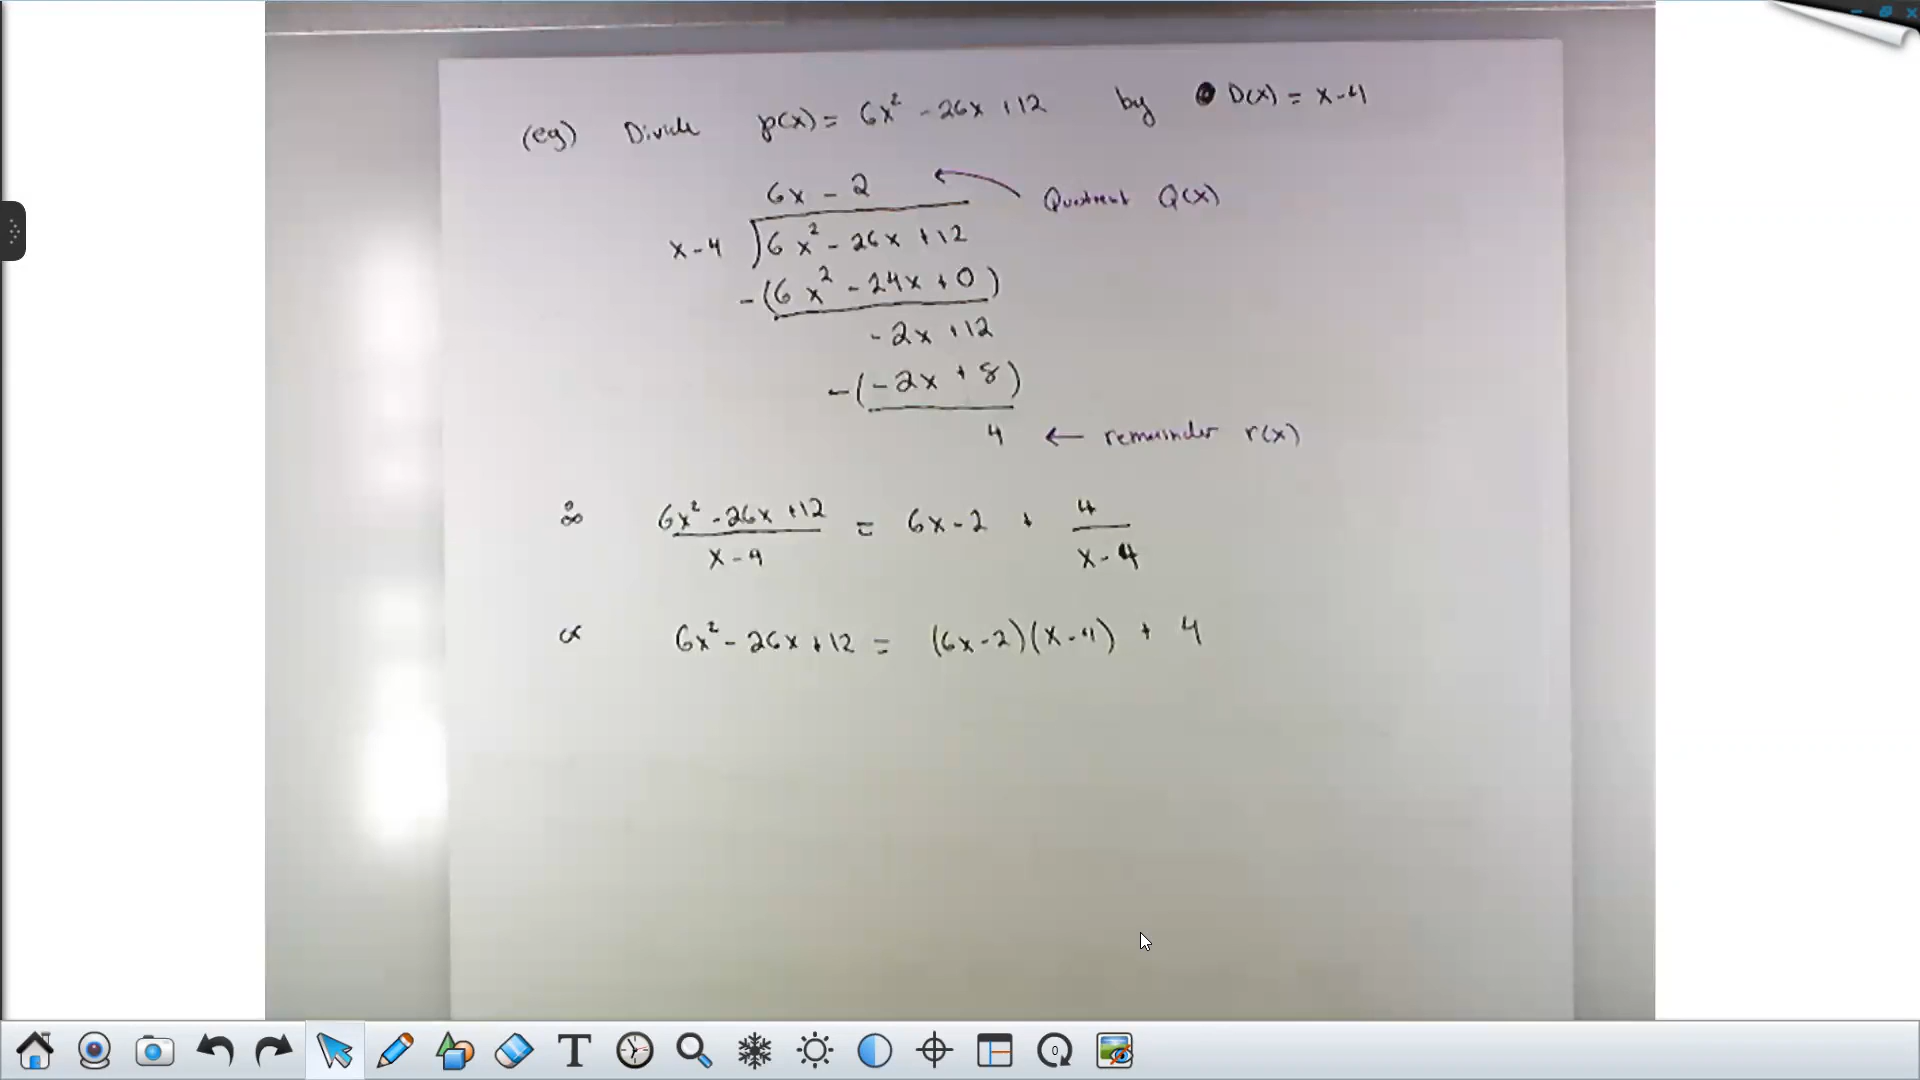 (eg) Divide p(x) = 6x² - 26x + 12 by D(x) = x - 4
6x - 2 ← Quotient Q(x)
x - 4 ) 6x² - 26x + 12
-(6x² - 24x + 0)
-2x + 12
-(-2x + 8)
4 ← remainder r(x)
∴ 6x² - 26x + 12 / x - 4 = 6x - 2 + 4 / x - 4
or 6x² - 26x + 12 = (6x - 2)(x - 4) + 4
T
0